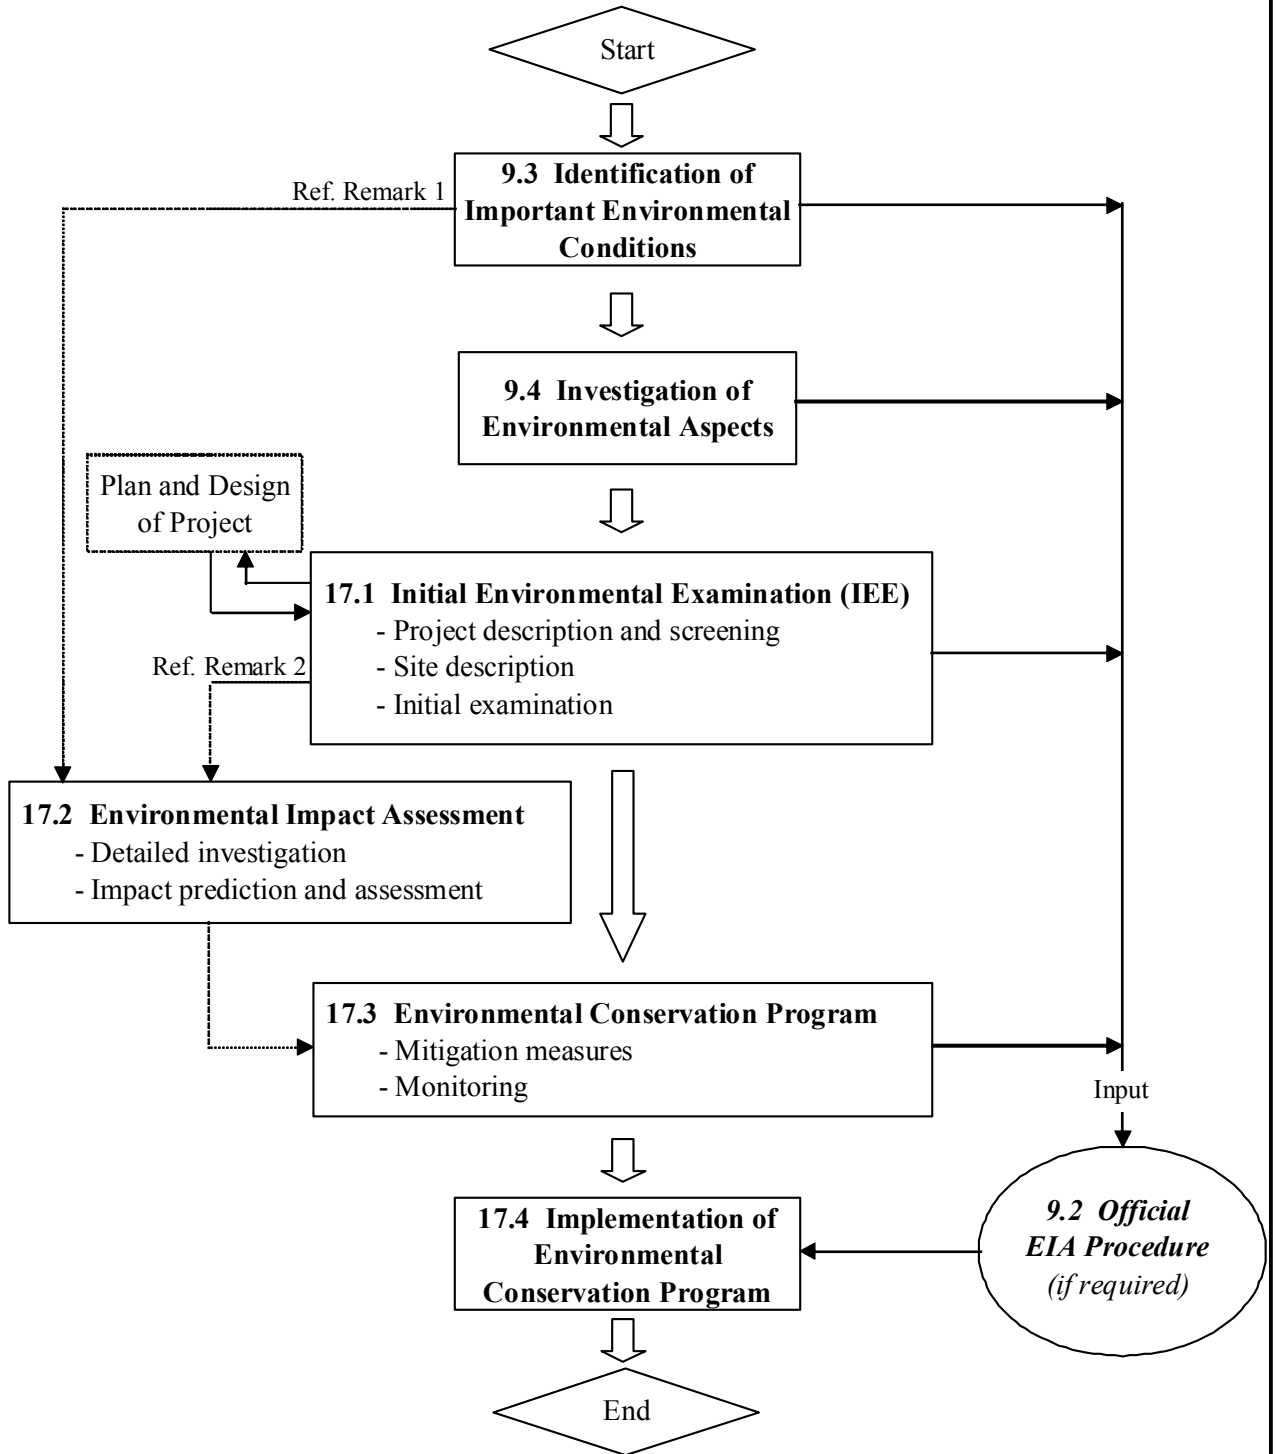 Start
Ref. Remark 1
9.3 Identification of
Important Environmental
Conditions
9.4 Investigation of
Environmental Aspects
Plan and Design
of Project
17.1 Initial Environmental Examination (IEE)
- Project description and screening
- Site description
- Initial examination
Ref. Remark 2
17.2 Environmental Impact Assessment
- Detailed investigation
- Impact prediction and assessment
17.3 Environmental Conservation Program
- Mitigation measures
- Monitoring
Input
9.2 Official
EIA Procedure
(if required)
17.4 Implementation of
Environmental
Conservation Program
End